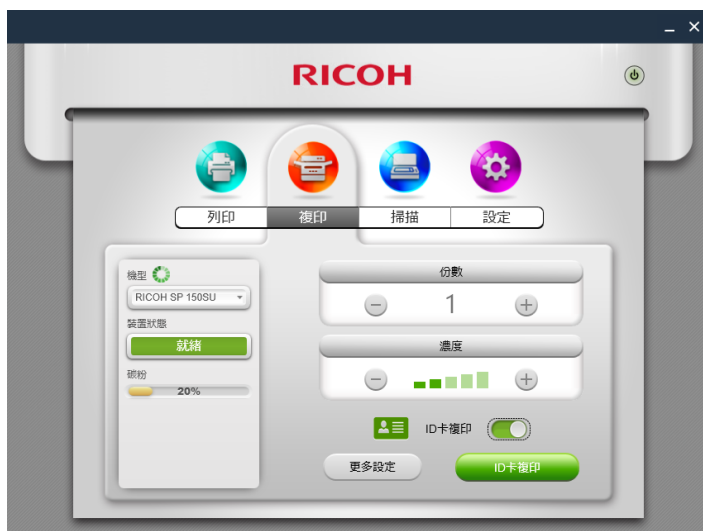 RICOH
列印 複印 掃描 設定
機型
RICOH SP 150SU
裝置狀態
就緒
碳粉
20%
份數
1
濃度
ID卡複印
更多設定 ID卡複印